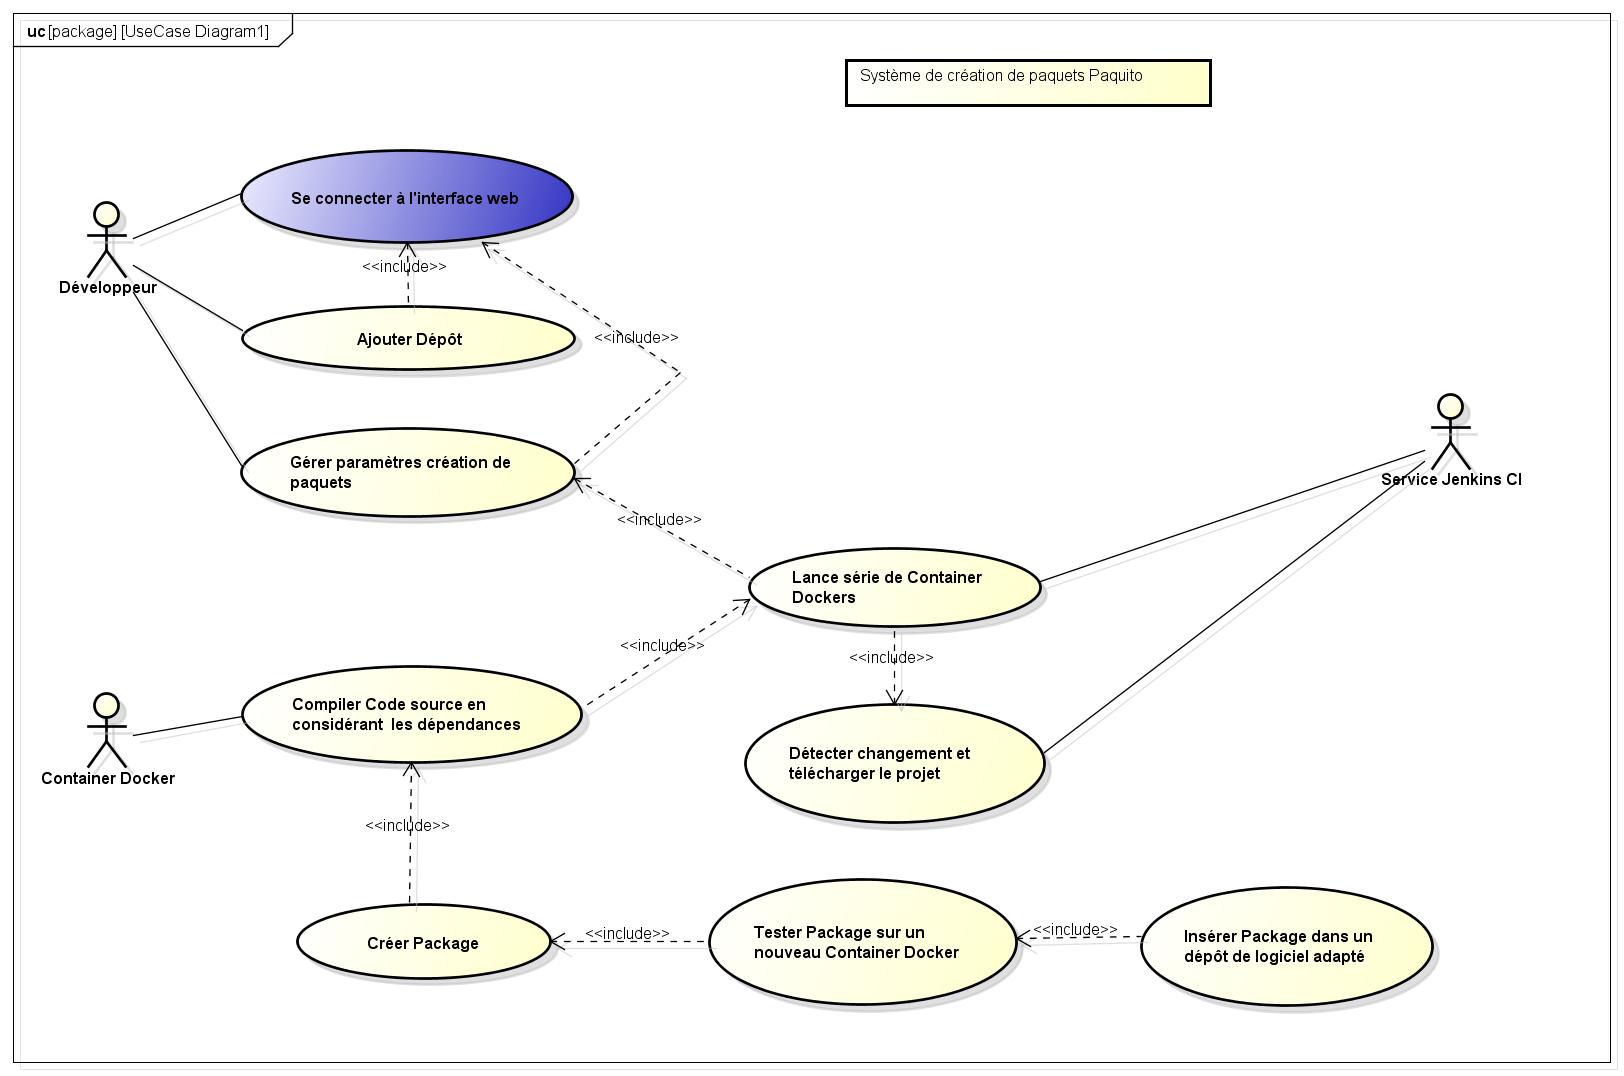 uc [package] [UseCase Diagram1]
Système de création de paquets Paquito
Se connecter à l'interface web
<<include>>
Développeur
Ajouter Dépôt
<<include>>
Gérer paramètres création de
paquets
Service Jenkins CI
<<include>>
Lance série de Container
Dockers
<<include>>
<<include>>
Compiler Code source en
considérant les dépendances
Container Docker
Détecter changement et
télécharger le projet
<<include>>
Créer Package
<<include>>
Tester Package sur un
nouveau Container Docker
<<include>>
Insérer Package dans un
dépôt de logiciel adapté